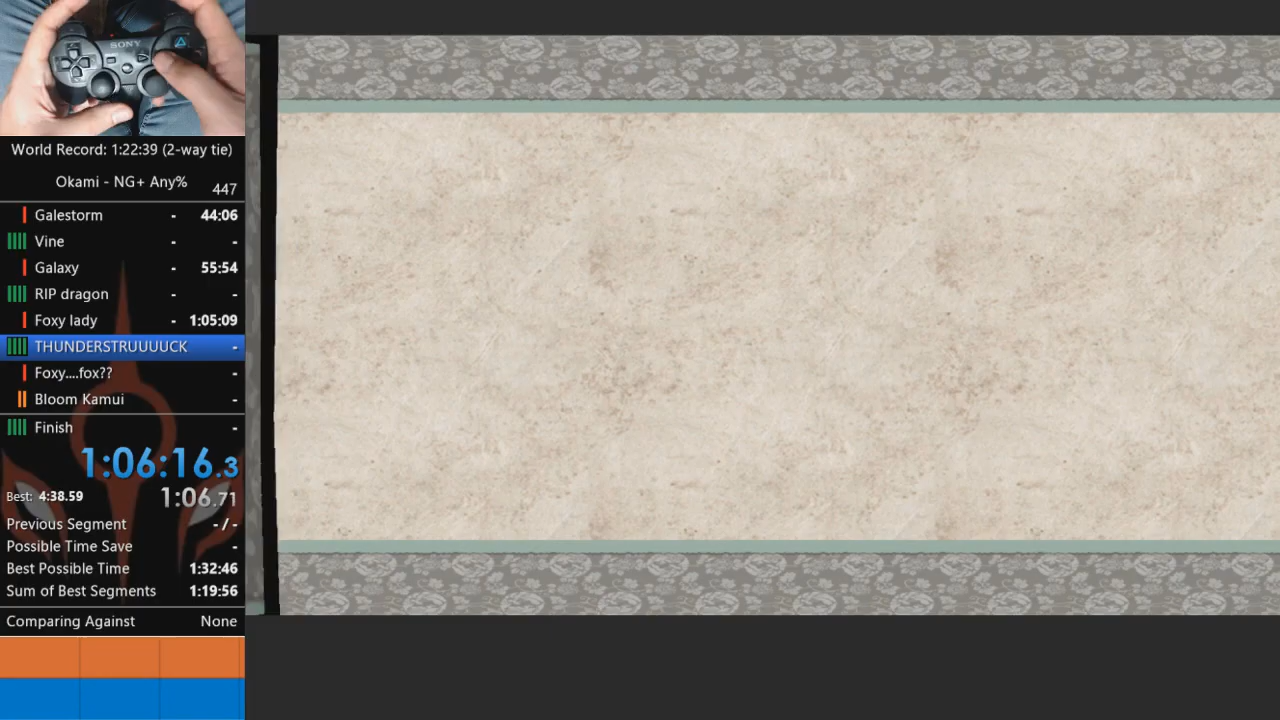 SONY
World Record: 1:22:39 (2-way tie)
Okami - NG+ Any% 447
Galestorm - 44:06
Vine - -
Galaxy - 55:54
RIP dragon - -
Foxy lady - 1:05:09
THUNDERSTRUUUUCK -
Foxy....fox?? -
Bloom Kamui -
Finish -
1:06:16.3
Best: 4:38.59 1:06.71
Previous Segment - / -
Possible Time Save -
Best Possible Time 1:32:46
Sum of Best Segments 1:19:56
Comparing Against None